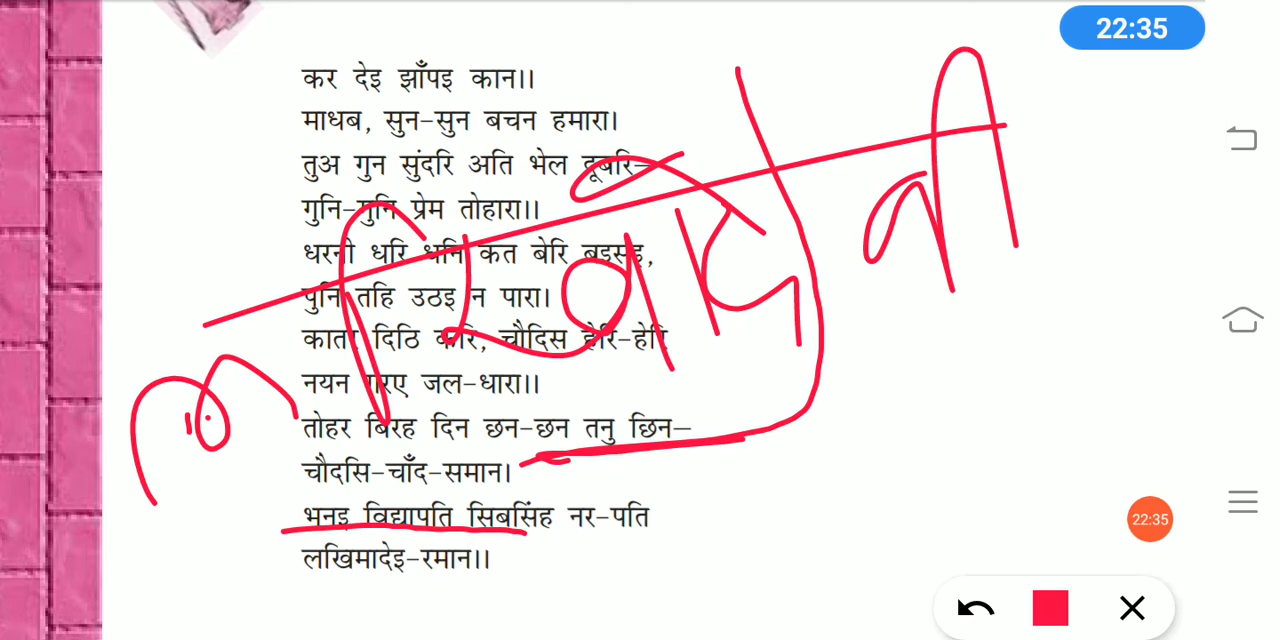 22:35
कर देइ झाँपइ कान।।
माधब, सुन-सुन बचन हमारा।
तुअ गुन सुंदरि अति भेल दूबरि—
गुनि-गुनि प्रेम तोहारा।।
धरनी धरि धनि कत बेरि बइसइ,
पुनि तहि उठइ न पारा।
कातर दिठि करि, चौदिस हेरि-हेरि
नयन गरए जल-धारा।।
तोहर बिरह दिन छन-छन तनु छिन—
चौदसि-चाँद-समान।
भनइ विद्यापति सिबसिंह नर-पति
लखिमादेइ-रमान।।
22:35